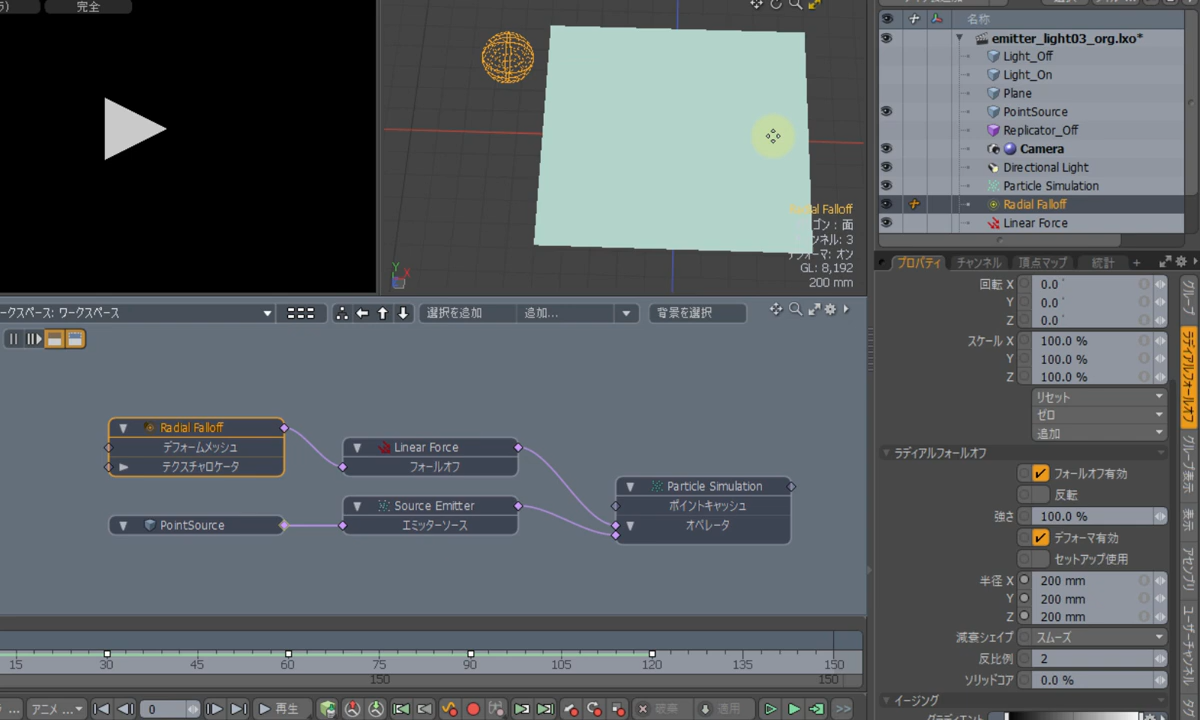 完全
名称
emitter_light03_org.lxo*
Light_Off
Light_On
Plane
PointSource
Replicator_Off
Camera
Directional Light
Particle Simulation
Radial Falloff
Linear Force
Radial Falloff
ゴン : 面
ンネル: 3
デフォーマ: オン
GL: 8,192
200 mm
Y
X
プロパティ
チャンネル
頂点マップ
統計
+
回転 X
0.0 °
Y
0.0 °
Z
0.0 °
スケール X
100.0 %
Y
100.0 %
Z
100.0 %
リセット
ゼロ
追加
ラディアルフォールオフ
フォールオフ有効
反転
強さ
100.0 %
デフォーマ有効
セットアップ使用
半径 X
200 mm
Y
200 mm
Z
200 mm
減衰シェイプ
スムーズ
反比例
2
ソリッドコア
0.0 %
イージング
グループ
ラディアルフォールオフ
グループ表示
表示
アセンブリ
ユーザーチャンネル
タグ
ークスペース: ワークスペース
選択を追加
追加...
背景を選択
Radial Falloff
デフォームメッシュ
テクスチャロケータ
PointSource
Linear Force
フォールオフ
Source Emitter
エミッターソース
Particle Simulation
ポイントキャッシュ
オペレータ
15
30
45
60
75
90
105
120
135
150
150
150
...
アニメ ...
0
再生
破棄
適用
>>